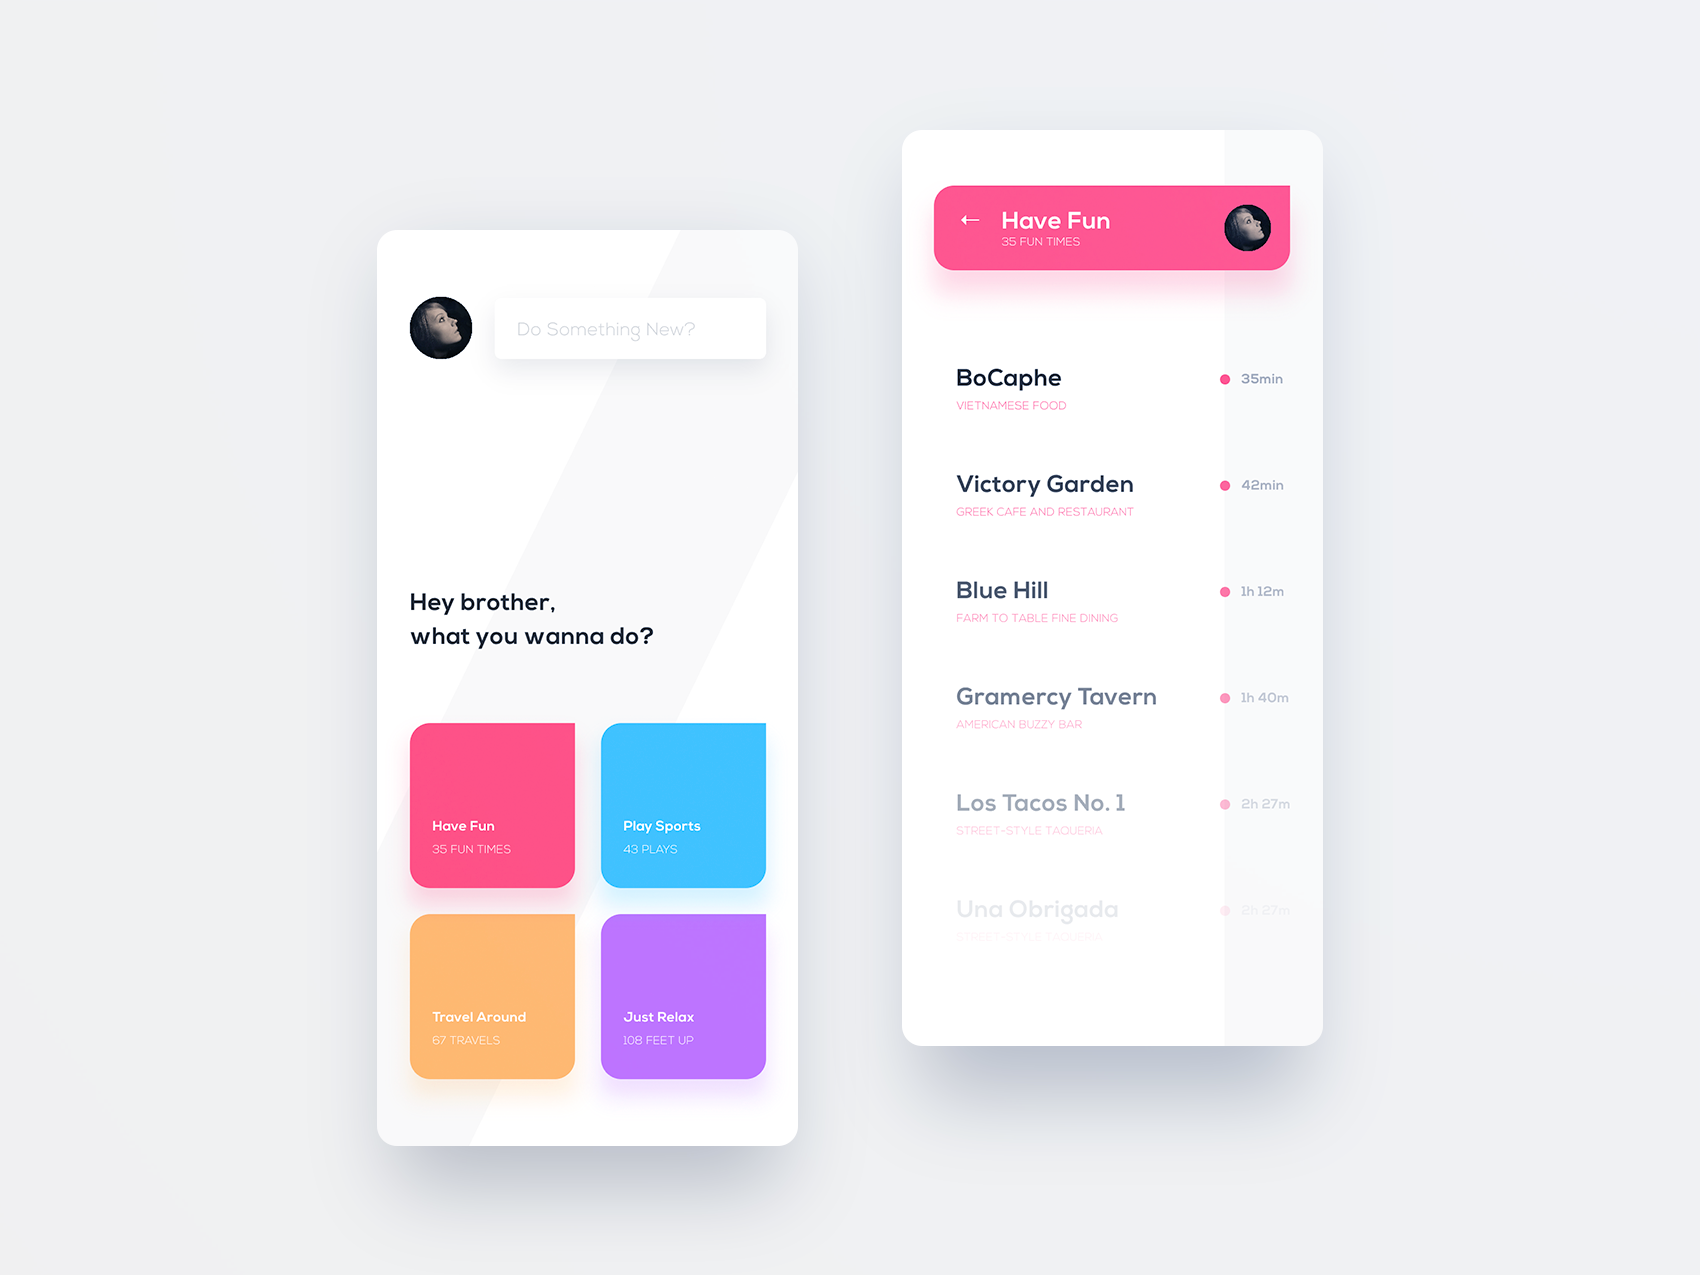 Do Something New?
Hey brother,
what you wanna do?
Have Fun
35 FUN TIMES
Play Sports
43 PLAYS
Travel Around
67 TRAVELS
Just Relax
108 FEET UP
Have Fun
35 FUN TIMES
BoCaphe
35min
VIETNAMESE FOOD
Victory Garden
42min
GREEK CAFE AND RESTAURANT
Blue Hill
1h 12m
FARM TO TABLE FINE DINING
Gramercy Tavern
1h 40m
AMERICAN BUZZY BAR
Los Tacos No. 1
2h 27m
STREET-STYLE TAQUERIA
Una Obrigada
2h 27m
STREET-STYLE TAQUERIA